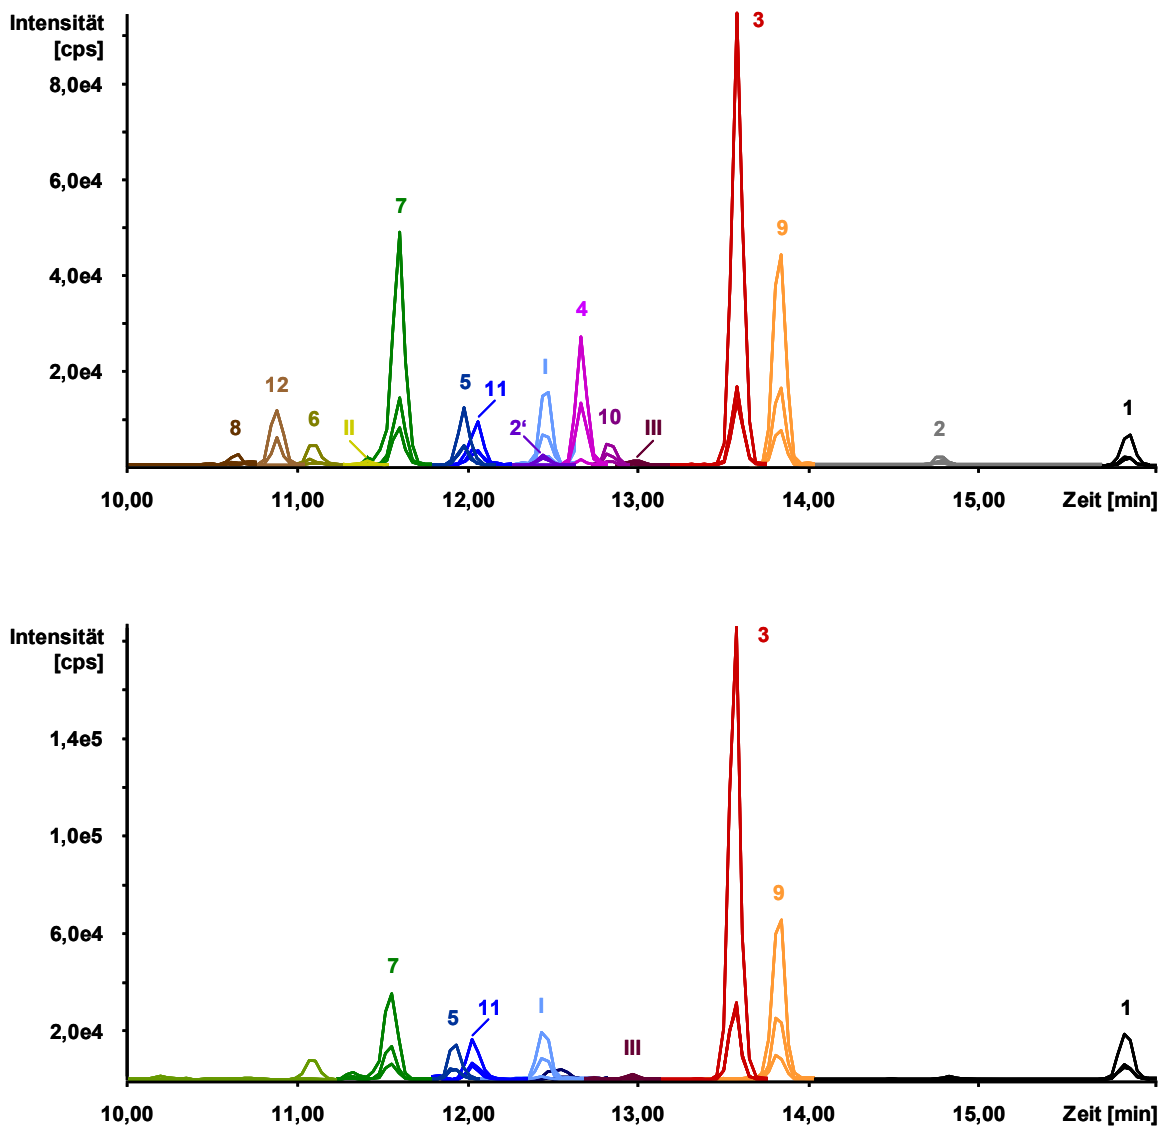 Intensität
[cps]
3
8,0e4
6,0e4
7
9
4,0e4
4
I
2,0e4
12
5
11
1
8
6
II
2‘
10
III
2
10,00 11,00 12,00 13,00 14,00 15,00 Zeit [min]
Intensität
[cps]
3
1,4e5
1,0e5
9
6,0e4
7
5
11
I
1
2,0e4
III
10,00 11,00 12,00 13,00 14,00 15,00 Zeit [min]